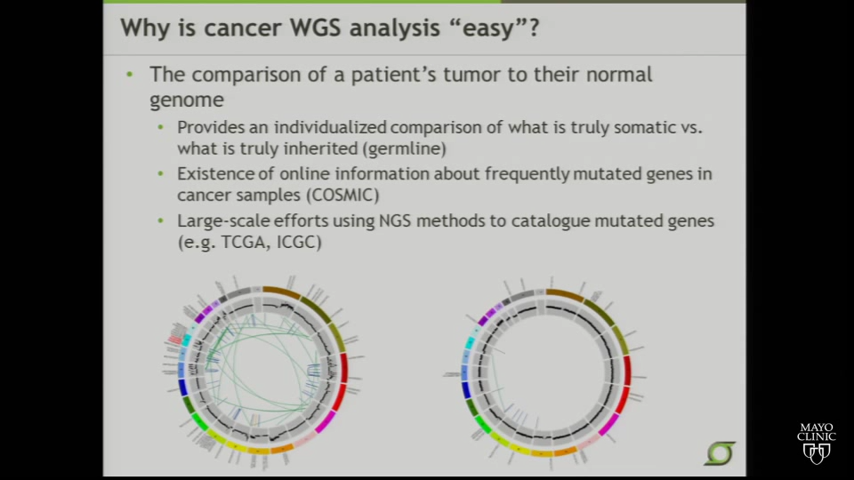 Why is cancer WGS analysis “easy”?
• The comparison of a patient’s tumor to their normal
genome
• Provides an individualized comparison of what is truly somatic vs.
what is truly inherited (germline)
• Existence of online information about frequently mutated genes in
cancer samples (COSMIC)
• Large-scale efforts using NGS methods to catalogue mutated genes
(e.g. TCGA, ICGC)
MAYO
CLINIC